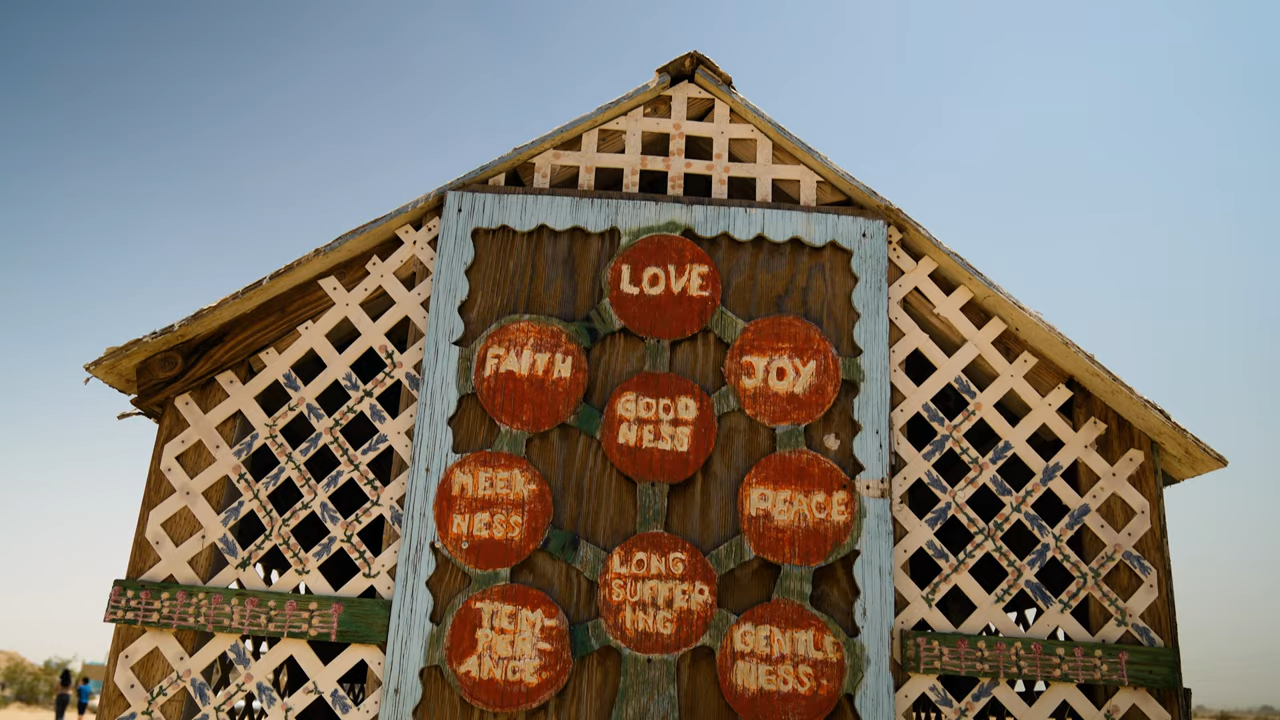 LOVE
FAITH
JOY
GOOD
NESS
MEEK-
NESS
PEACE
LONG
SUFFER
ING
TEM-
PER-
ANCE
GENTLE
NESS